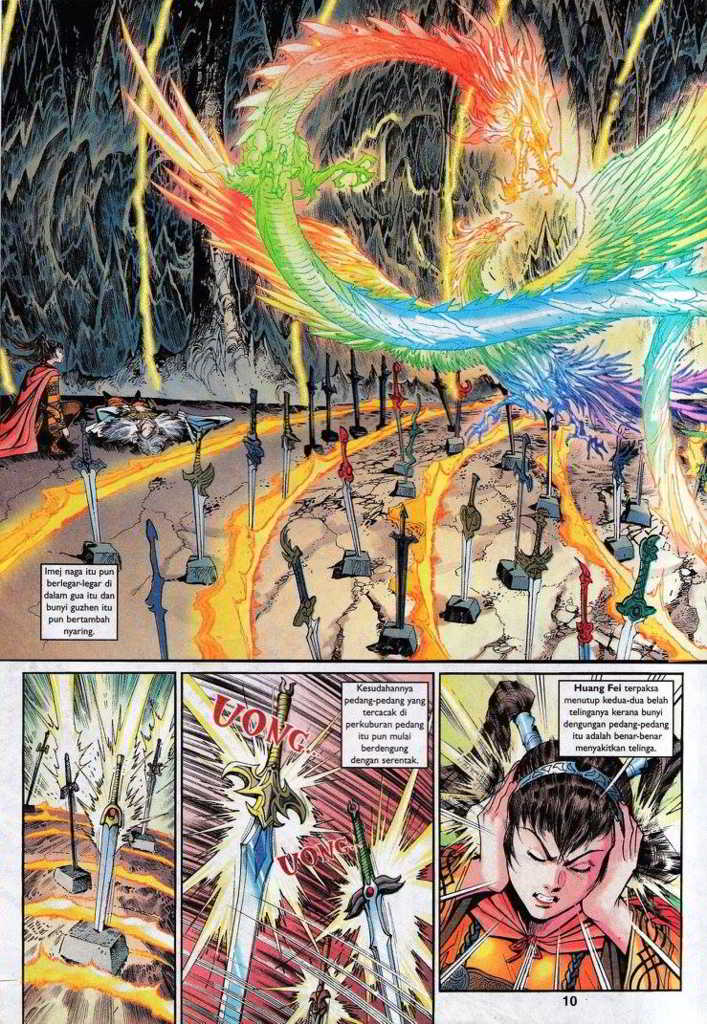 Imej naga itu pun
berlegar-legar di
dalam gua itu dan
bunyi guzhen itu
pun bertambah
nyaring.
UONG...
UONG...
Kesudahannya
pedang-pedang yang
tercacak di
perkuburan pedang
itu pun mulai
berdengung
dengan serentak.
Huang Fei terpaksa
menutup kedua-dua belah
telinganya kerana bunyi
dengungan pedang-pedang
itu adalah benar-benar
menyakitkan telinga.
10